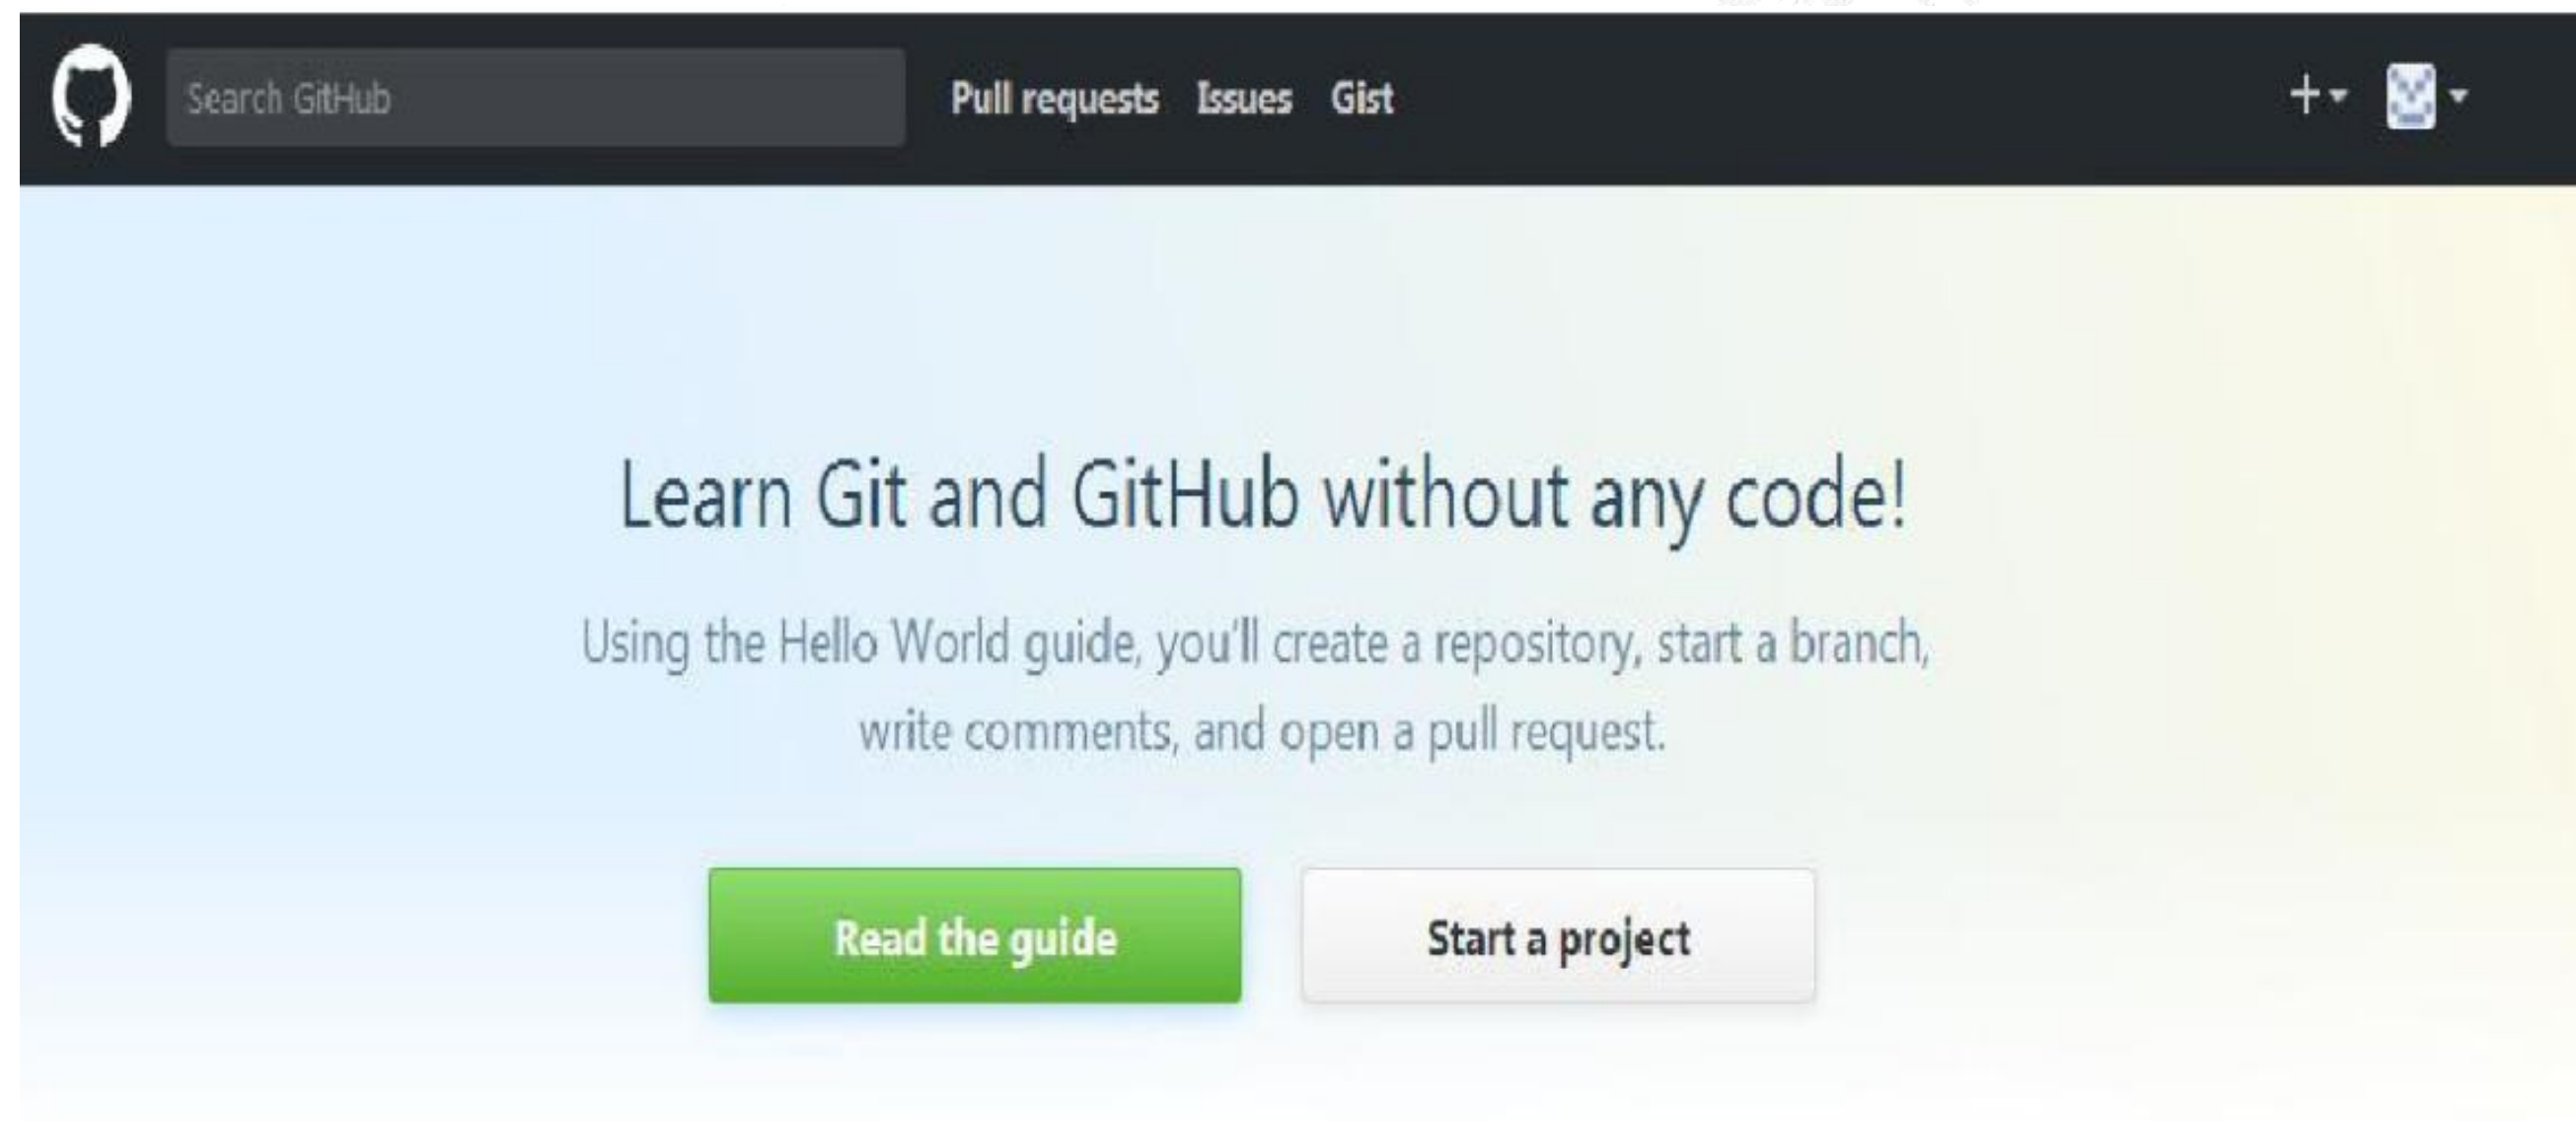 Search GitHub Pull requests Issues Gist
Learn Git and GitHub without any code!
Using the Hello World guide, you'll create a repository, start a branch,
write comments, and open a pull request.
Read the guide Start a project